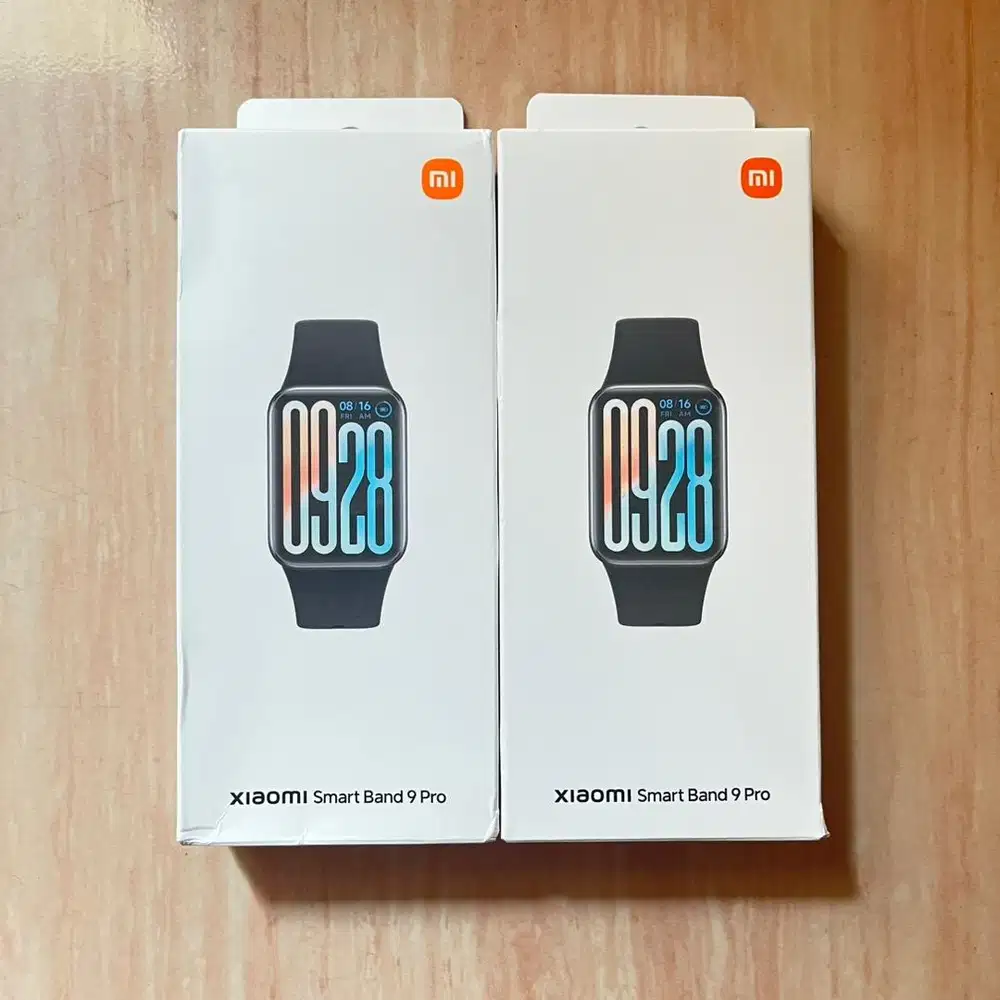 mi
08/16
FRI AM
0928
xiaomi Smart Band 9 Pro
mi
08/16
FRI AM
0928
xiaomi Smart Band 9 Pro